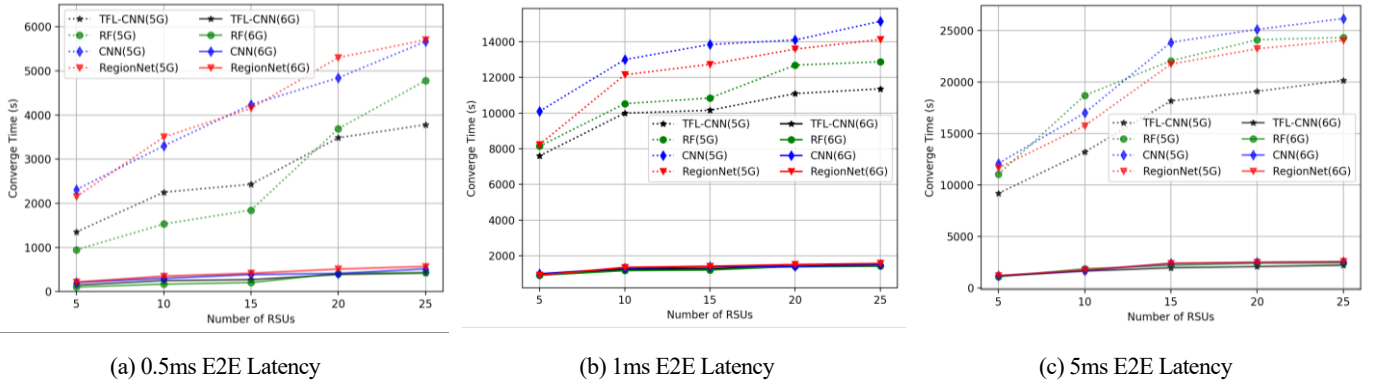 6000
5000
4000
3000
2000
1000
0
Converge Time (s)
TFL-CNN(5G)
RF(5G)
CNN(5G)
RegionNet(5G)
TFL-CNN(6G)
RF(6G)
CNN(6G)
RegionNet(6G)
5 10 15 20 25
Number of RSUs
(a) 0.5ms E2E Latency
14000
12000
10000
8000
6000
4000
2000
Converge Time (s)
TFL-CNN(5G)
RF(5G)
CNN(5G)
RegionNet(5G)
TFL-CNN(6G)
RF(6G)
CNN(6G)
RegionNet(6G)
5 10 15 20 25
Number of RSUs
(b) 1ms E2E Latency
25000
20000
15000
10000
5000
0
Converge Time (s)
TFL-CNN(5G)
RF(5G)
CNN(5G)
RegionNet(5G)
TFL-CNN(6G)
RF(6G)
CNN(6G)
RegionNet(6G)
5 10 15 20 25
Number of RSUs
(c) 5ms E2E Latency